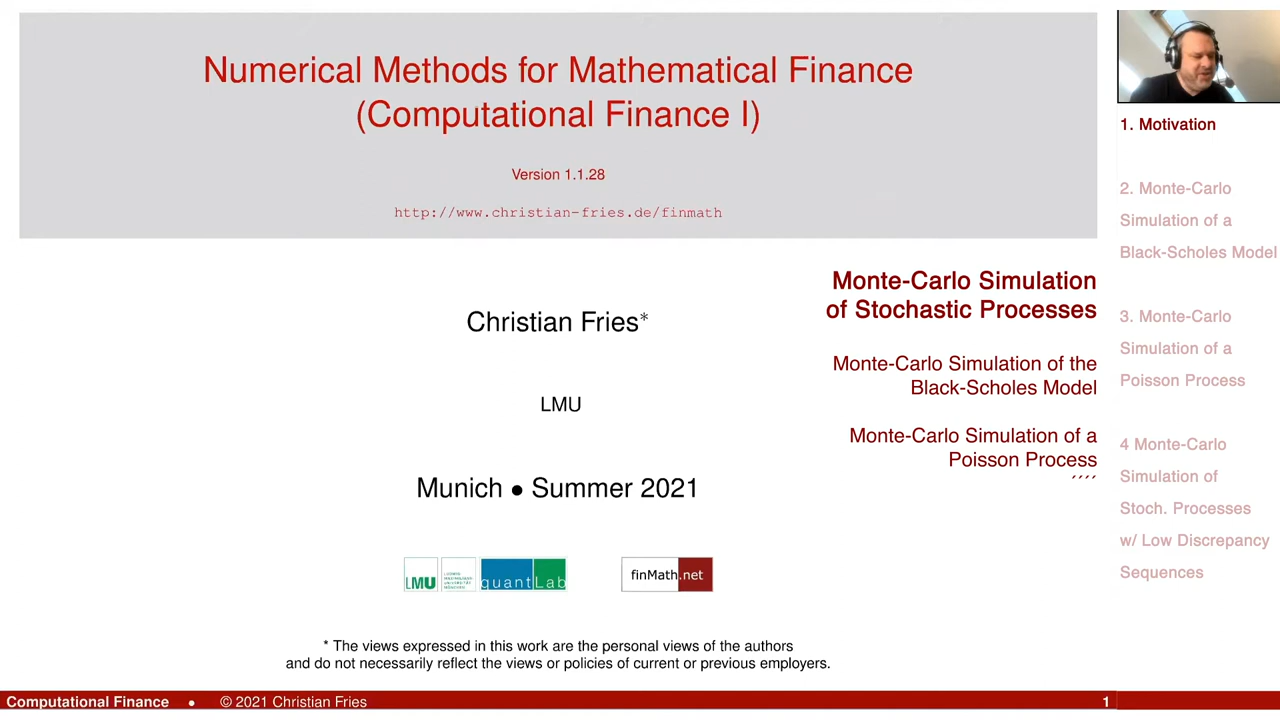 Numerical Methods for Mathematical Finance
(Computational Finance I)
Version 1.1.28
http://www.christian-fries.de/finmath
Christian Fries*
LMU
Munich • Summer 2021
Monte-Carlo Simulation
of Stochastic Processes
Monte-Carlo Simulation of the
Black-Scholes Model
Monte-Carlo Simulation of a
Poisson Process
LMU
quantLab
finMath.net
* The views expressed in this work are the personal views of the authors
and do not necessarily reflect the views or policies of current or previous employers.
1. Motivation
2. Monte-Carlo
Simulation of a
Black-Scholes Model
3. Monte-Carlo
Simulation of a
Poisson Process
4 Monte-Carlo
Simulation of
Stoch. Processes
w/ Low Discrepancy
Sequences
Computational Finance • © 2021 Christian Fries 1